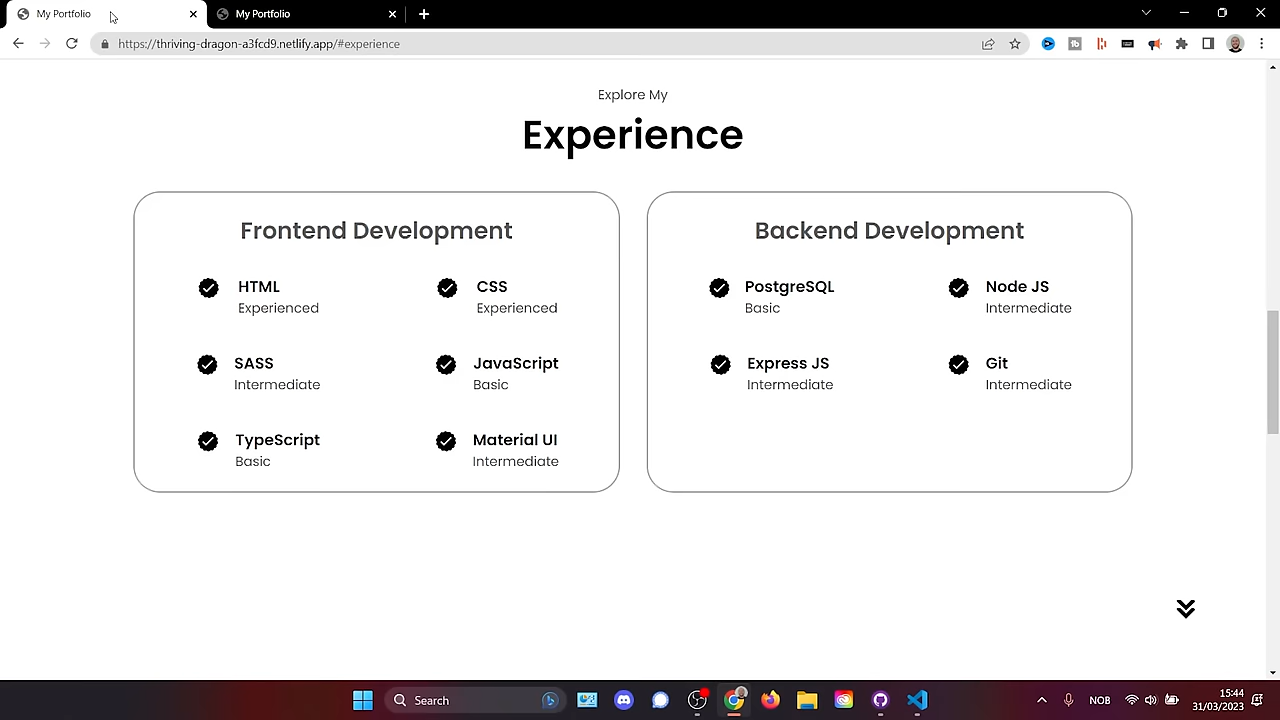 My Portfolio
My Portfolio
https://thriving-dragon-a3fcd9.netlify.app/#experience
Explore My
Experience
Frontend Development
HTML
Experienced
CSS
Experienced
SASS
Intermediate
JavaScript
Basic
TypeScript
Basic
Material UI
Intermediate
Backend Development
PostgreSQL
Basic
Node JS
Intermediate
Express JS
Intermediate
Git
Intermediate
Search
NOB
15:44
31/03/2023